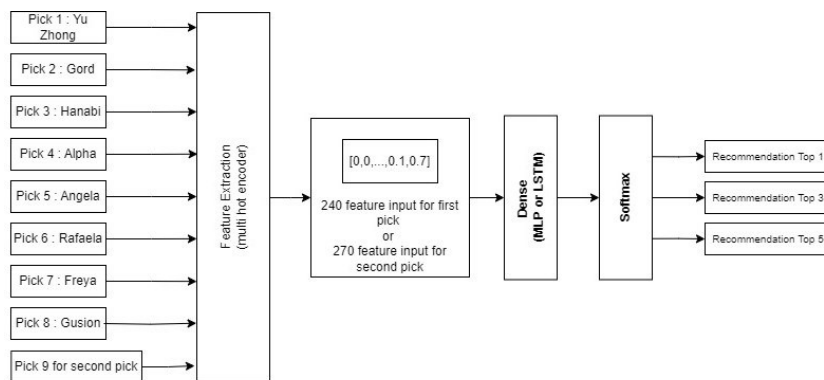 Pick 1 : Yu
Zhong
Pick 2 : Gord
Pick 3 : Hanabi
Pick 4 : Alpha
Pick 5 : Angela
Pick 6 : Rafaela
Pick 7 : Freya
Pick 8 : Gusion
Pick 9 for second pick
Feature Extraction
(multi hot encoder)
[0,0,...,0.1,0.7]
240 feature input for first
pick
or
270 feature input for
second pick
Dense
(MLP or LSTM)
Softmax
Recommendation Top 1
Recommendation Top 3
Recommendation Top 5